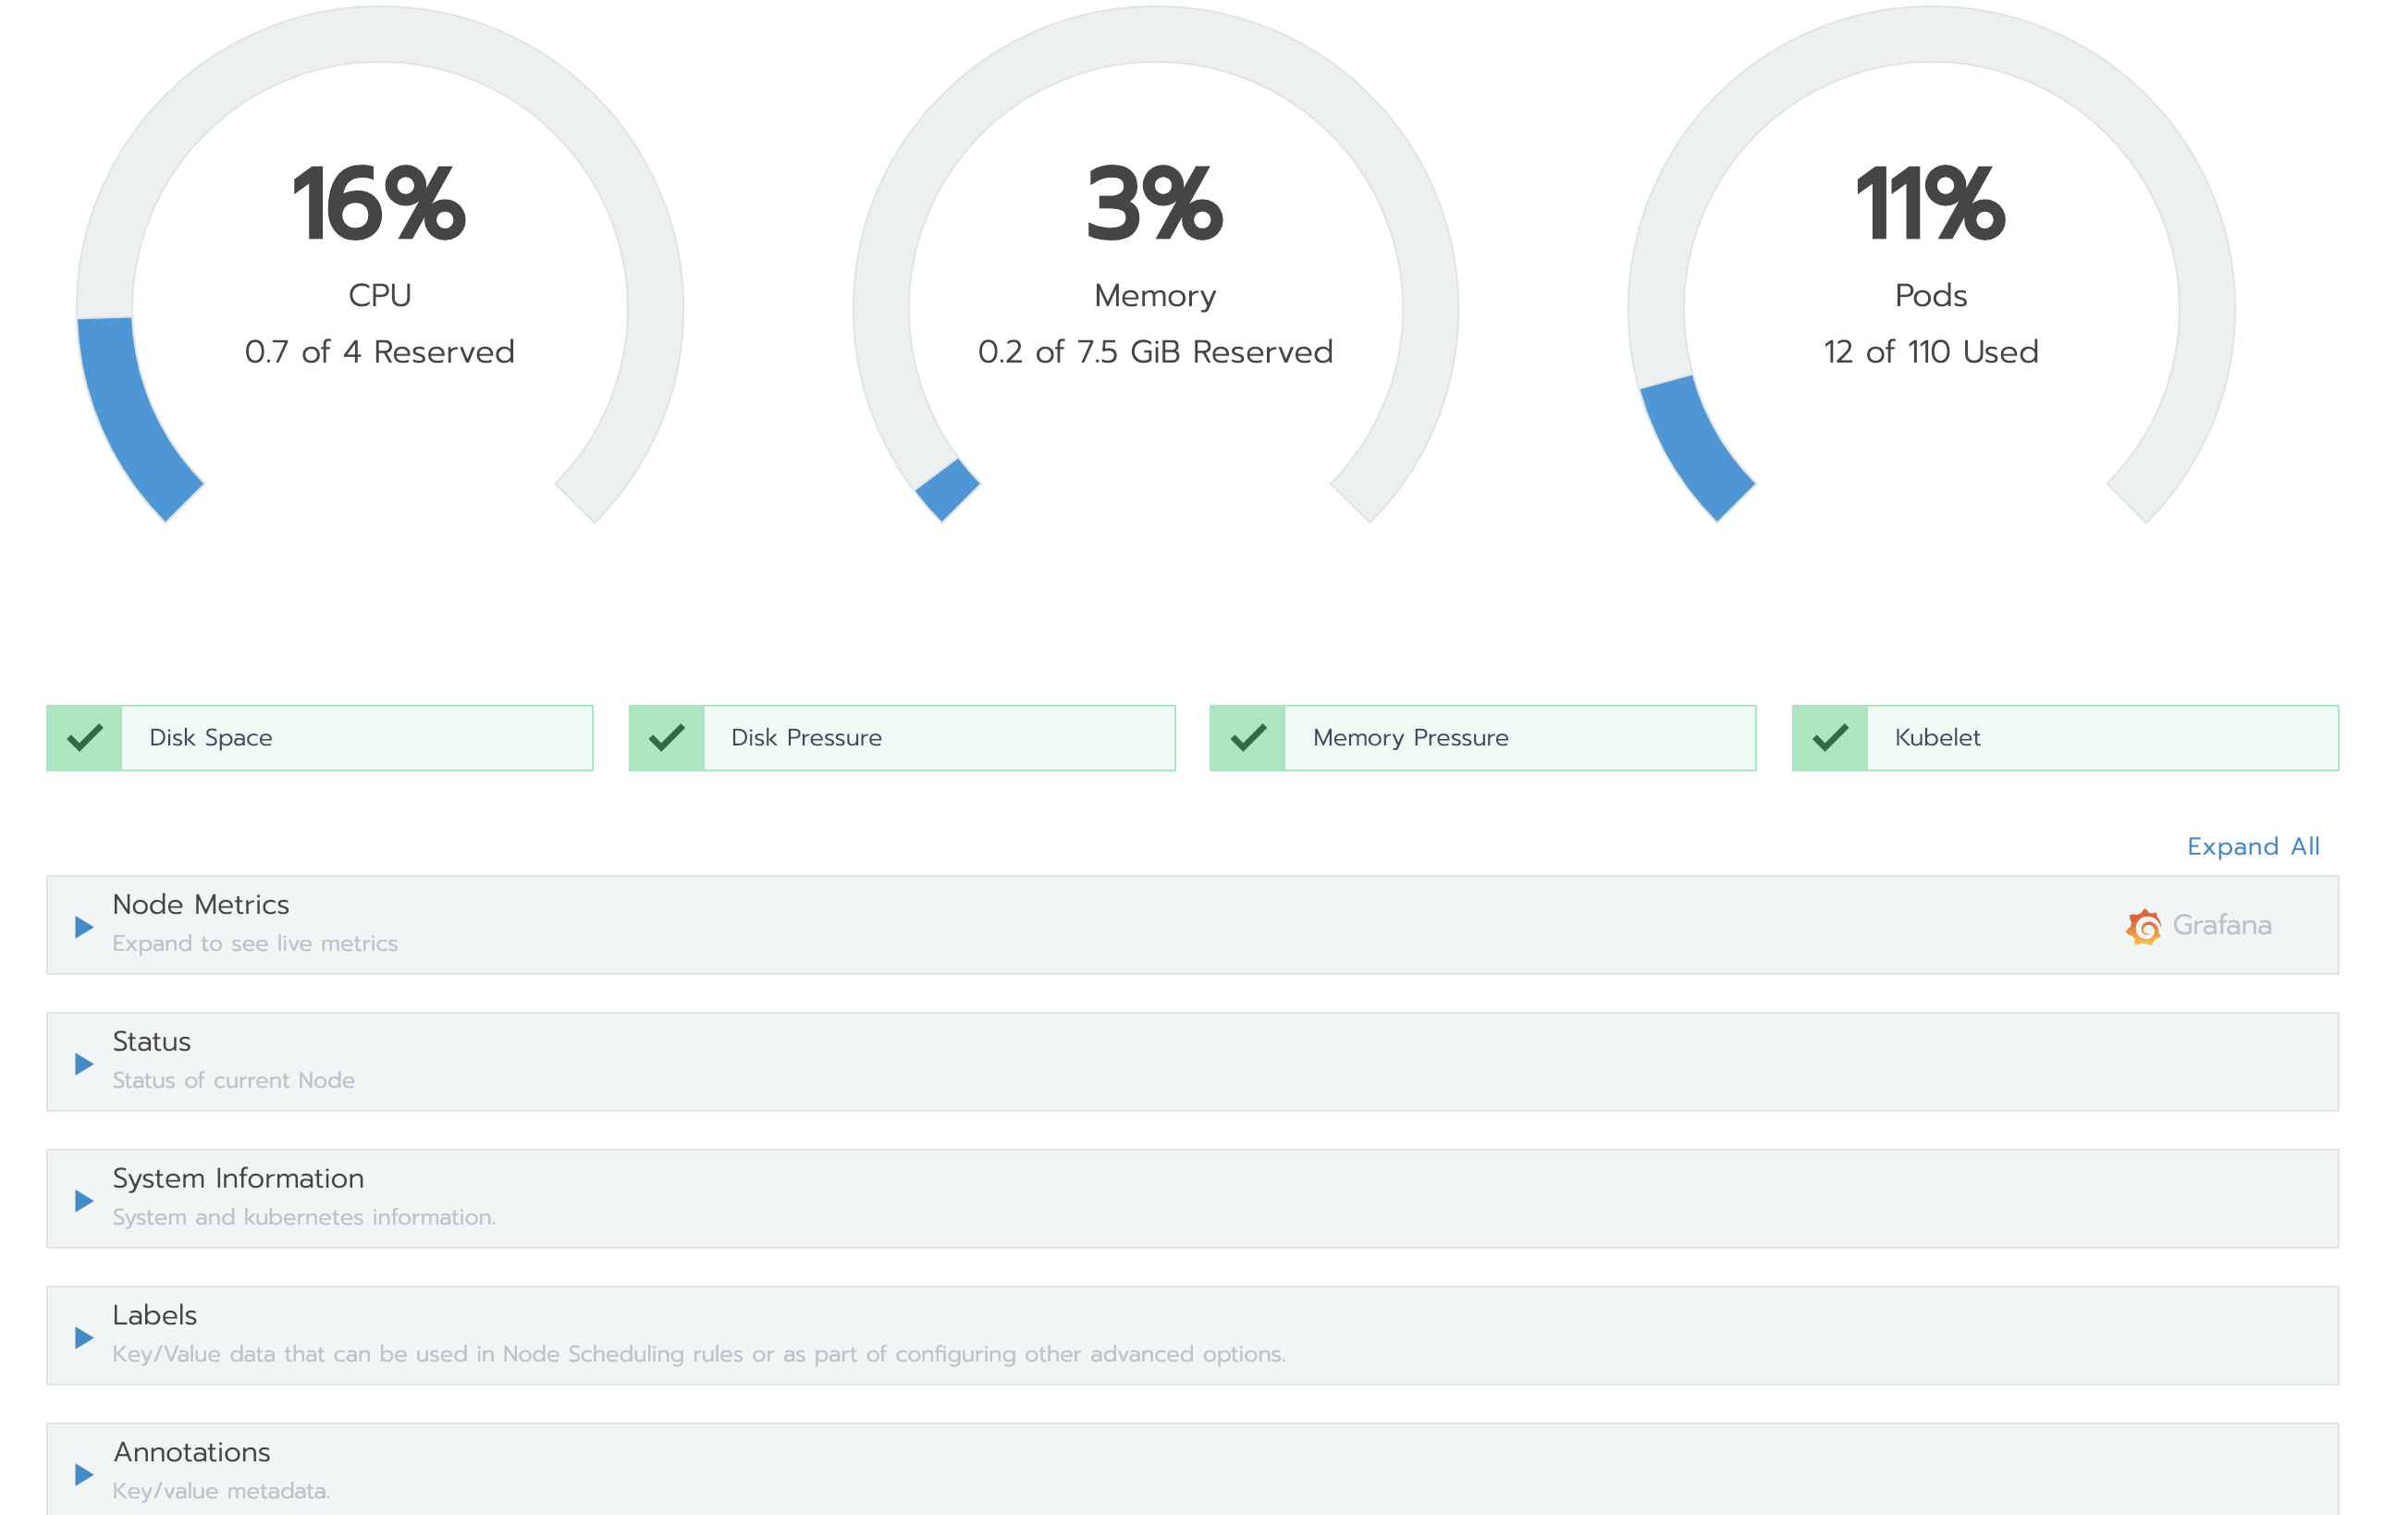 16%
CPU
0.7 of 4 Reserved
3%
Memory
0.2 of 7.5 GiB Reserved
11%
Pods
12 of 110 Used
Disk Space
Disk Pressure
Memory Pressure
Kubelet
Expand All
Node Metrics
Expand to see live metrics
Grafana
Status
Status of current Node
System Information
System and kubernetes information.
Labels
Key/Value data that can be used in Node Scheduling rules or as part of configuring other advanced options.
Annotations
Key/value metadata.